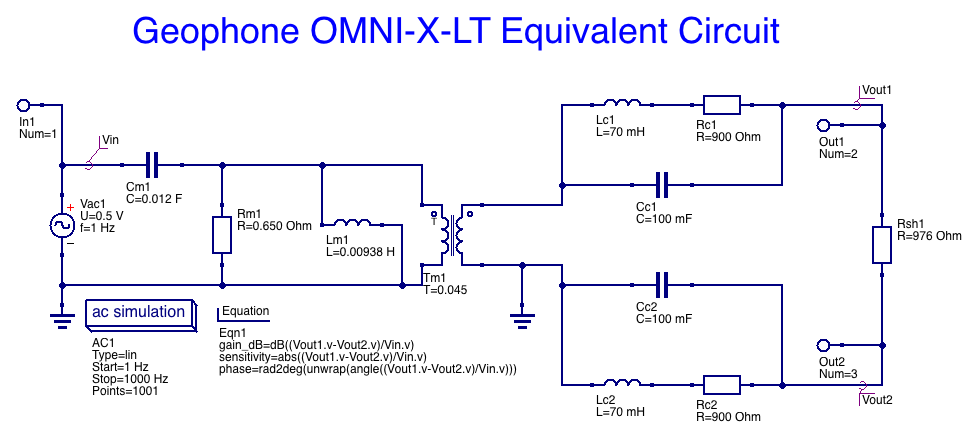 Geophone OMNI-X-LT Equivalent Circuit
In1
Num=1
Vin
Cm1
C=0.012 F
+
Vac1
U=0.5 V
f=1 Hz
−
Rm1
R=0.650 Ohm
Lm1
L=0.00938 H
T
Tm1
T=0.045
Lc1
L=70 mH
Rc1
R=900 Ohm
Cc1
C=100 mF
Vout1
Out1
Num=2
Rsh1
R=976 Ohm
Cc2
C=100 mF
Out2
Num=3
Vout2
Lc2
L=70 mH
Rc2
R=900 Ohm
ac simulation
AC1
Type=lin
Start=1 Hz
Stop=1000 Hz
Points=1001
Equation
Eqn1
gain_dB=dB((Vout1.v-Vout2.v)/Vin.v)
sensitivity=abs((Vout1.v-Vout2.v)/Vin.v)
phase=rad2deg(unwrap(angle((Vout1.v-Vout2.v)/Vin.v)))